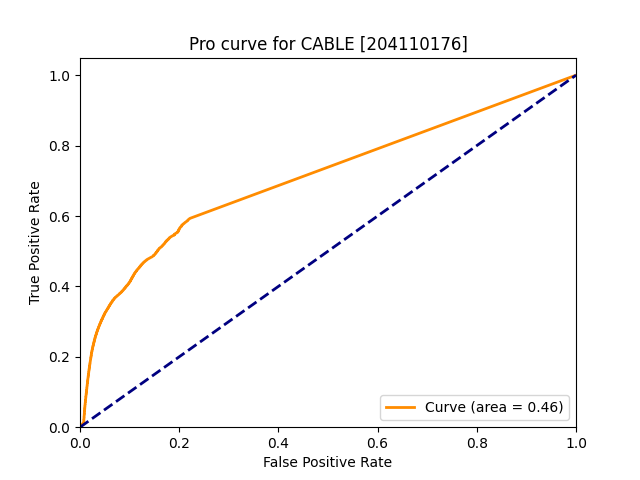 Pro curve for CABLE [204110176]
True Positive Rate
1.0
0.8
0.6
0.4
0.2
0.0
0.0 0.2 0.4 0.6 0.8 1.0
False Positive Rate
Curve (area = 0.46)